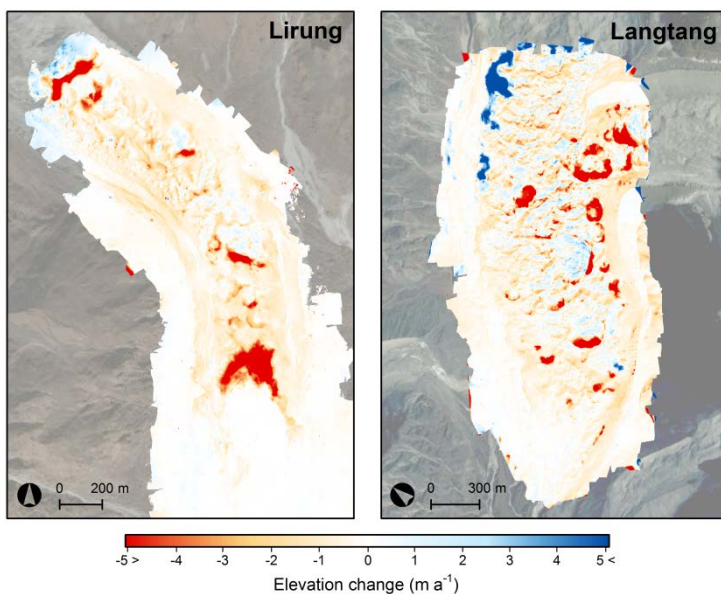 Lirung
Langtang
0 200 m
0 300 m
-5 > -4 -3 -2 -1 0 1 2 3 4 5 <
Elevation change (m a⁻¹)